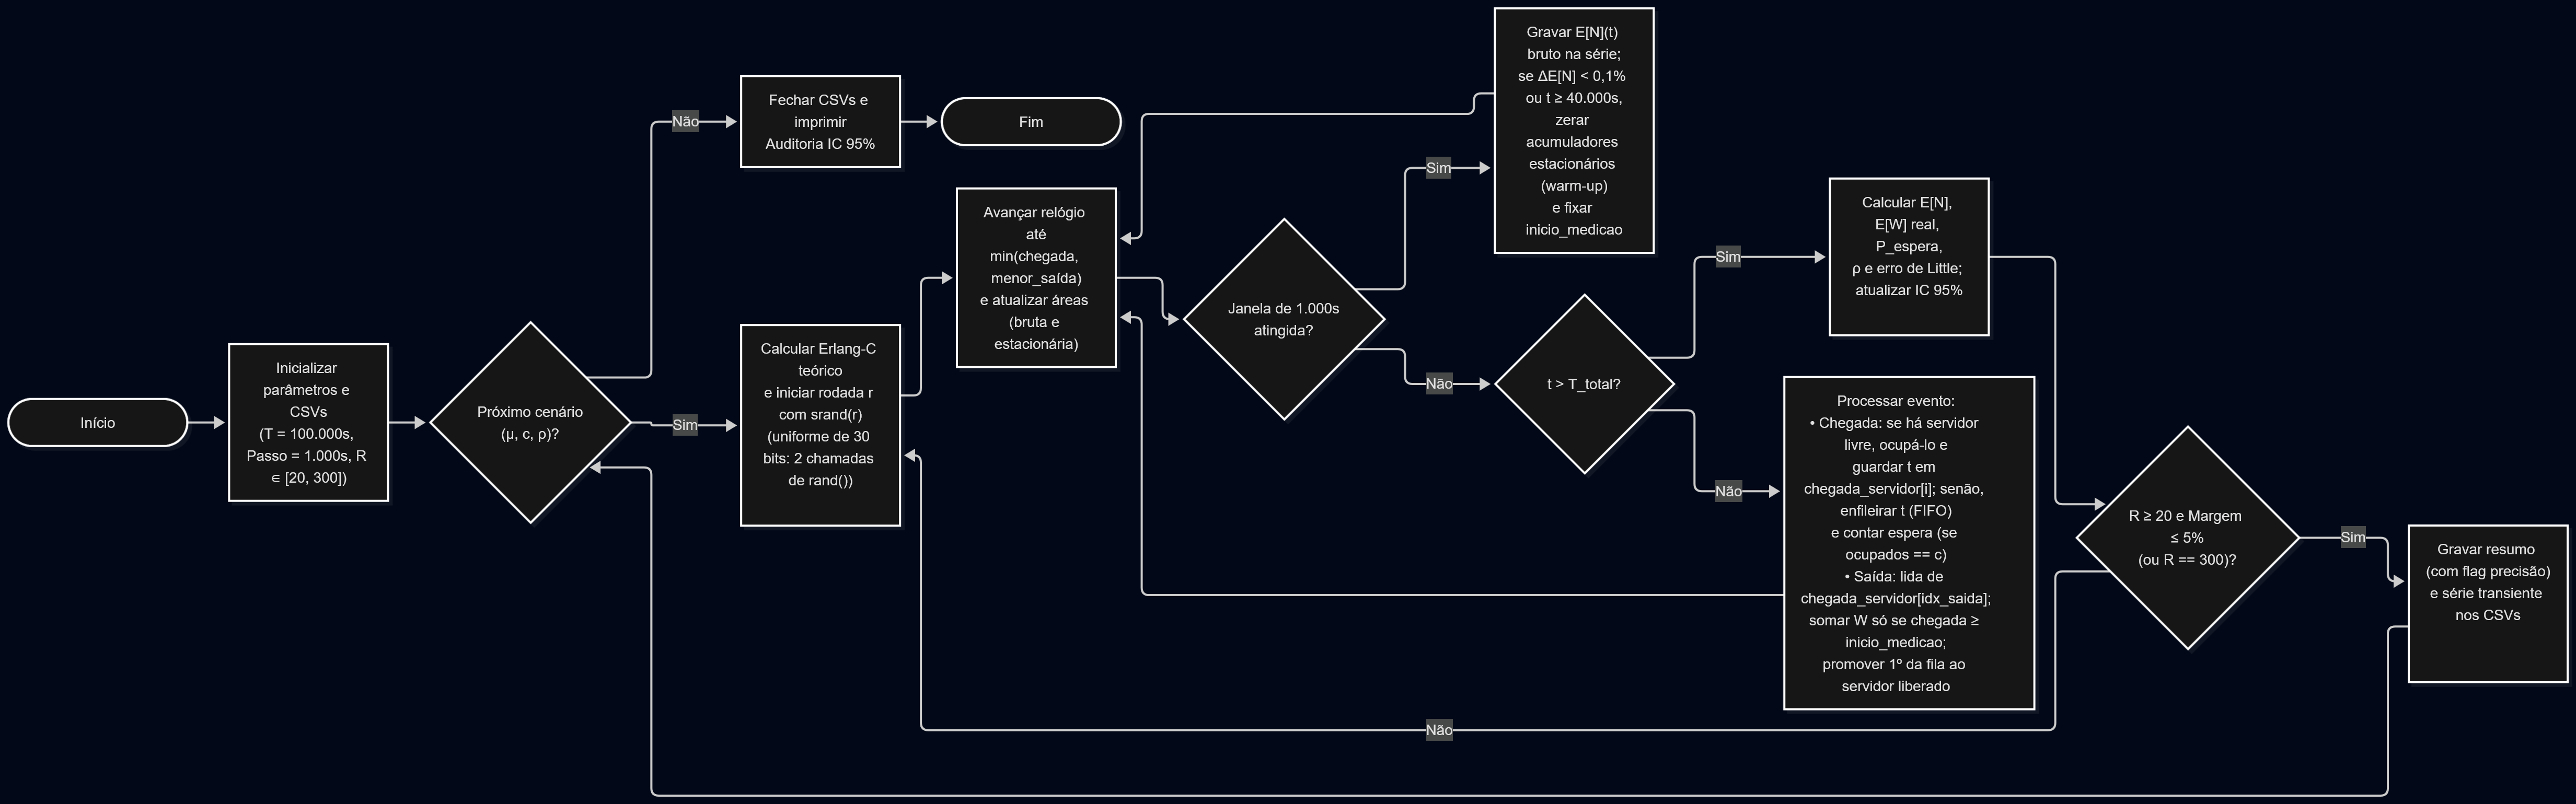 Início
Inicializar
parâmetros e
CSVs
(T = 100.000s,
Passo = 1.000s, R
∈ [20, 300])
Próximo cenário
(μ, c, ρ)?
Não
Fechar CSVs e
imprimir
Auditoria IC 95%
Fim
Sim
Calcular Erlang-C
teórico
e iniciar rodada r
com srand(r)
(uniforme de 30
bits: 2 chamadas
de rand())
Avançar relógio
até
min(chegada,
menor_saída)
e atualizar áreas
(bruta e
estacionária)
Janela de 1.000s
atingida?
Sim
Gravar E[N](t)
bruto na série;
se ΔE[N] < 0,1%
ou t ≥ 40.000s,
zerar
acumuladores
estacionários
(warm-up)
e fixar
inicio_medicao
Não
t > T_total?
Sim
Calcular E[N],
E[W] real,
P_espera,
ρ e erro de Little;
atualizar IC 95%
Não
Processar evento:
• Chegada: se há servidor
livre, ocupá-lo e
guardar t em
chegada_servidor[i]; senão,
enfileirar t (FIFO)
e contar espera (se
ocupados == c)
• Saída: lida de
chegada_servidor[idx_saida];
somar W só se chegada ≥
inicio_medicao;
promover 1º da fila ao
servidor liberado
R ≥ 20 e Margem
≤ 5%
(ou R == 300)?
Não
Sim
Gravar resumo
(com flag precisão)
e série transiente
nos CSVs